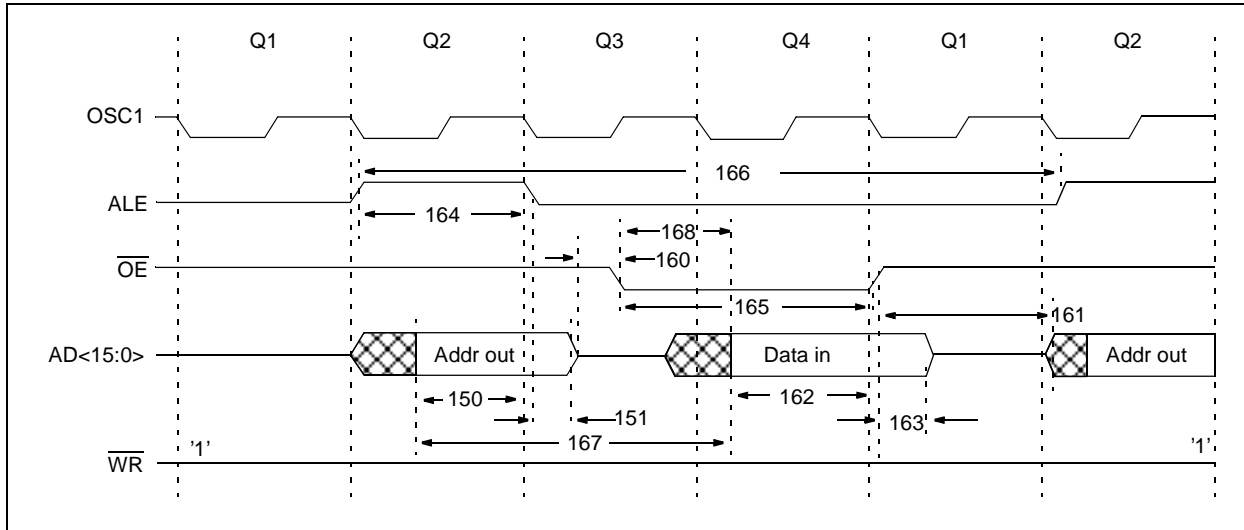 Q1 Q2 Q3 Q4 Q1 Q2
OSC1
166
ALE
164
168
160
OE
165
161
AD<15:0>
Addr out
Data in
Addr out
150
151
162
163
167
'1'
'1'
WR